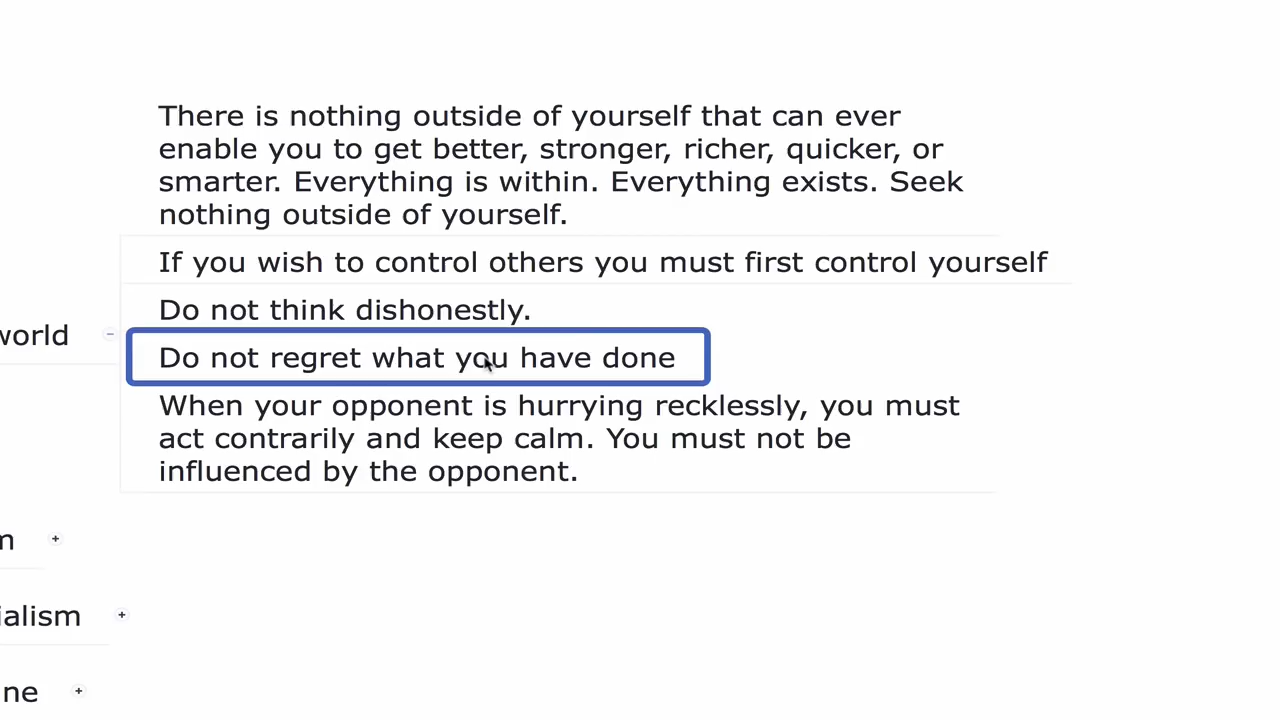 There is nothing outside of yourself that can ever
enable you to get better, stronger, richer, quicker, or
smarter. Everything is within. Everything exists. Seek
nothing outside of yourself.
If you wish to control others you must first control yourself
Do not think dishonestly.
world
Do not regret what you have done
When your opponent is hurrying recklessly, you must
act contrarily and keep calm. You must not be
influenced by the opponent.